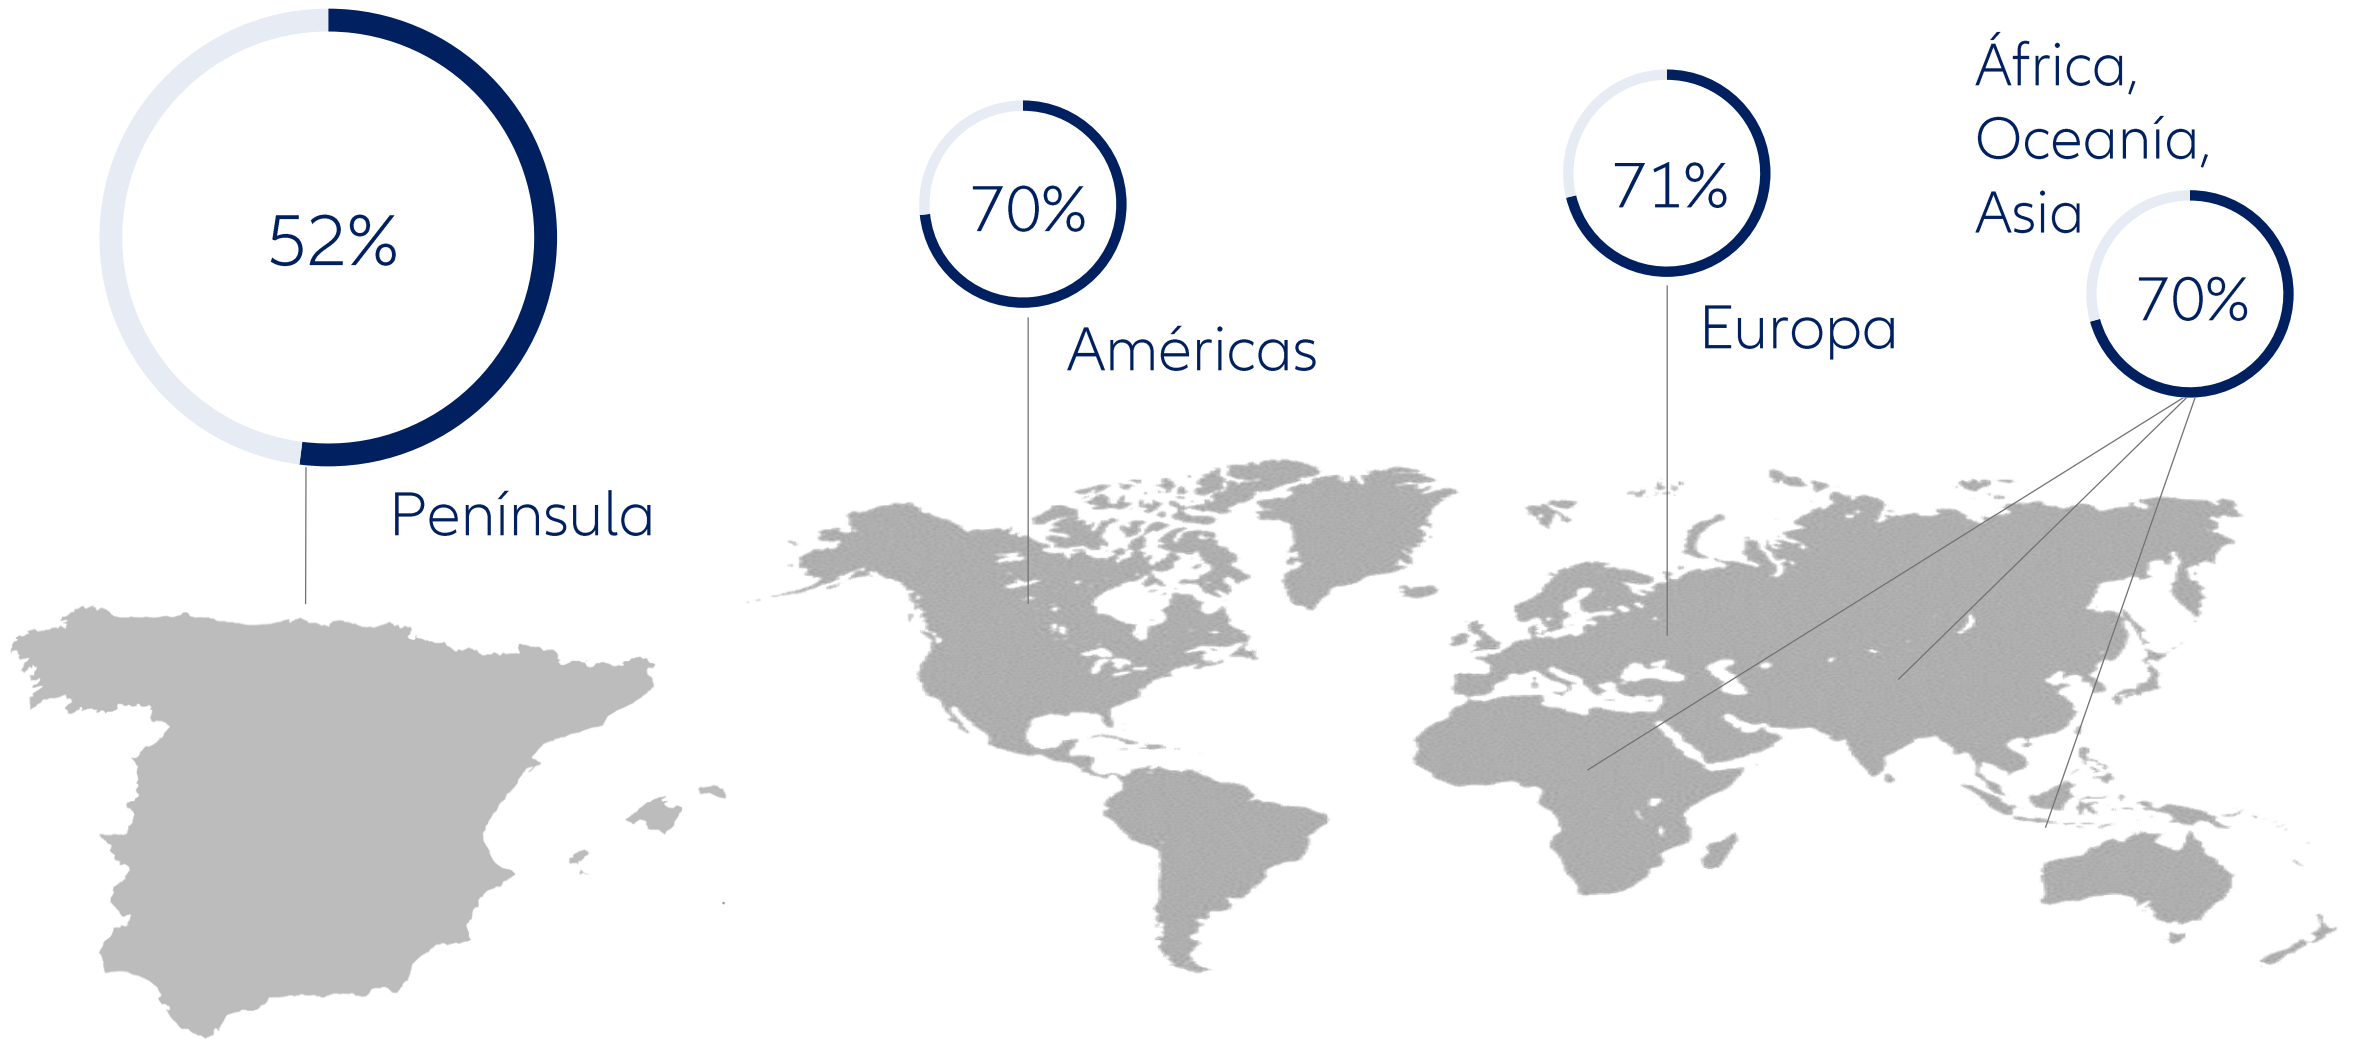 52%
Península
70%
Américas
71%
Europa
África,
Oceanía,
Asia
70%